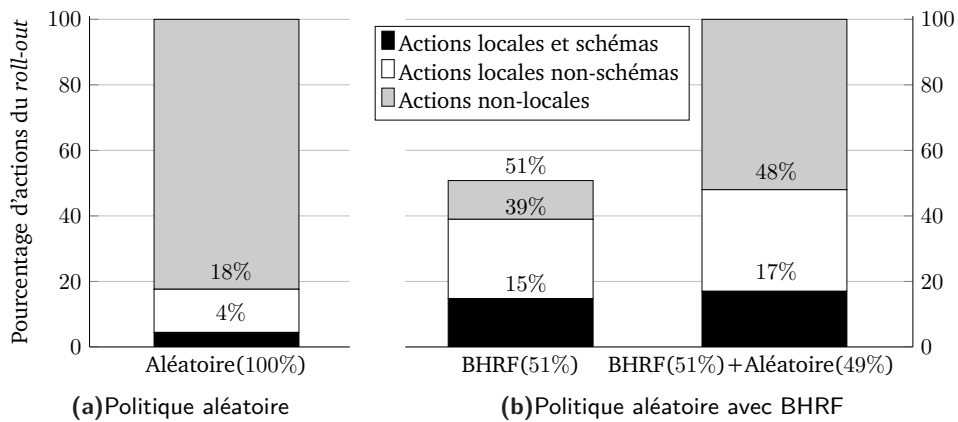 Pourcentage d'actions du roll-out
100
80
60
40
20
0
18%
4%
Aléatoire(100%)
(a)Politique aléatoire
Actions locales et schémas
Actions locales non-schémas
Actions non-locales
51%
39%
15%
48%
17%
100
80
60
40
20
0
BHRF(51%)
BHRF(51%)+Aléatoire(49%)
(b)Politique aléatoire avec BHRF